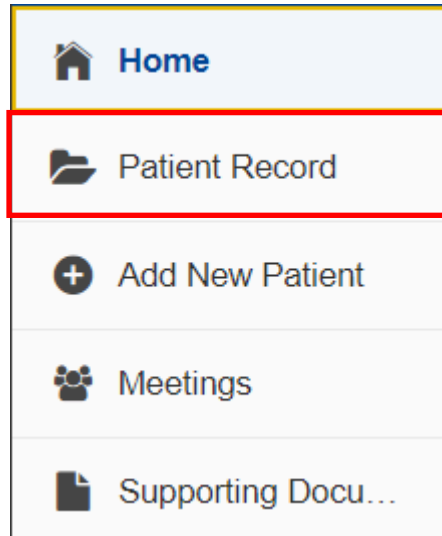 Home
Patient Record
Add New Patient
Meetings
Supporting Docu...